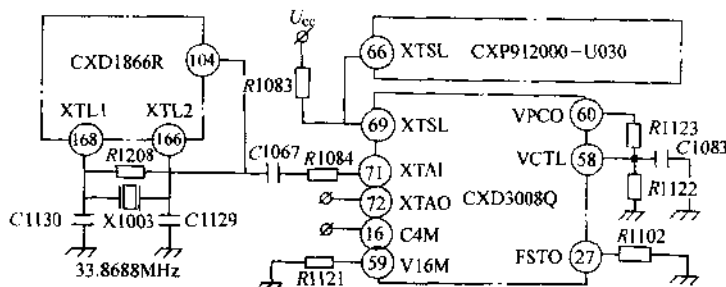 Ucc
CXD1866R
104
66
XTSL
CXP912000-U030
R1083
XTL1
XTL2
168
166
69
XTSL
VPCO
60
R1123
R1208
C1067
R1084
71
XTAI
VCTL
58
C1083
72
XTAO
CXD3008Q
R1122
C1130
X1003
C1129
16
C4M
R1102
33.8688MHz
R1121
59
V16M
FSTO
27